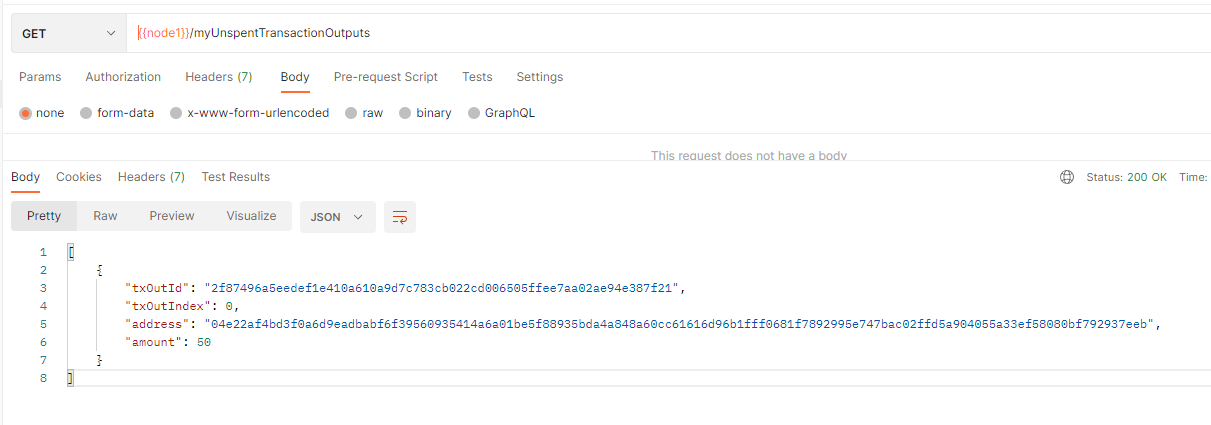 GET {{node1}}/myUnspentTransactionOutputs
Params Authorization Headers (7) Body Pre-request Script Tests Settings
none form-data x-www-form-urlencoded raw binary GraphQL
This request does not have a body
Body Cookies Headers (7) Test Results Status: 200 OK Time:
Pretty Raw Preview Visualize JSON
1 [
2 {
3 "txOutId": "2f87496a5eedef1e410a610a9d7c783cb022cd006505ffee7aa02ae94e387f21",
4 "txOutIndex": 0,
5 "address": "04e22af4bd3f0a6d9eadbabf6f39560935414a6a01be5f88935bda4a848a60cc61616d96b1fff0681f7892995e747bac02ffd5a904055a33ef58080bf792937eeb",
6 "amount": 50
7 }
8 ]